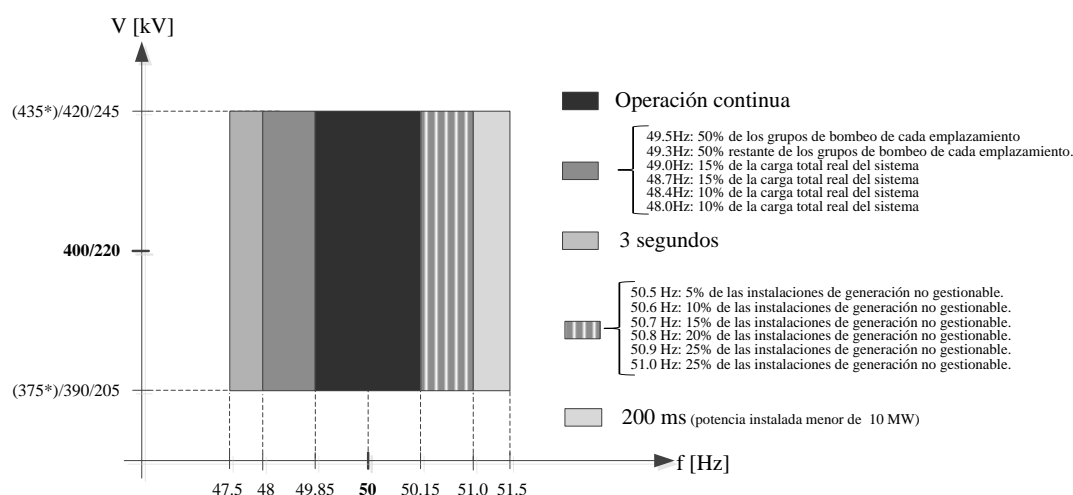 V [kV]
(435*)/420/245
400/220
(375*)/390/205
47.5 48 49.85 50 50.15 51.0 51.5
f [Hz]
Operación continua
49.5Hz: 50% de los grupos de bombeo de cada emplazamiento
49.3Hz: 50% restante de los grupos de bombeo de cada emplazamiento.
49.0Hz: 15% de la carga total real del sistema
48.7Hz: 15% de la carga total real del sistema
48.4Hz: 10% de la carga total real del sistema
48.0Hz: 10% de la carga total real del sistema
3 segundos
50.5 Hz: 5% de las instalaciones de generación no gestionable.
50.6 Hz: 10% de las instalaciones de generación no gestionable.
50.7 Hz: 15% de las instalaciones de generación no gestionable.
50.8 Hz: 20% de las instalaciones de generación no gestionable.
50.9 Hz: 25% de las instalaciones de generación no gestionable.
51.0 Hz: 25% de las instalaciones de generación no gestionable.
200 ms (potencia instalada menor de 10 MW)